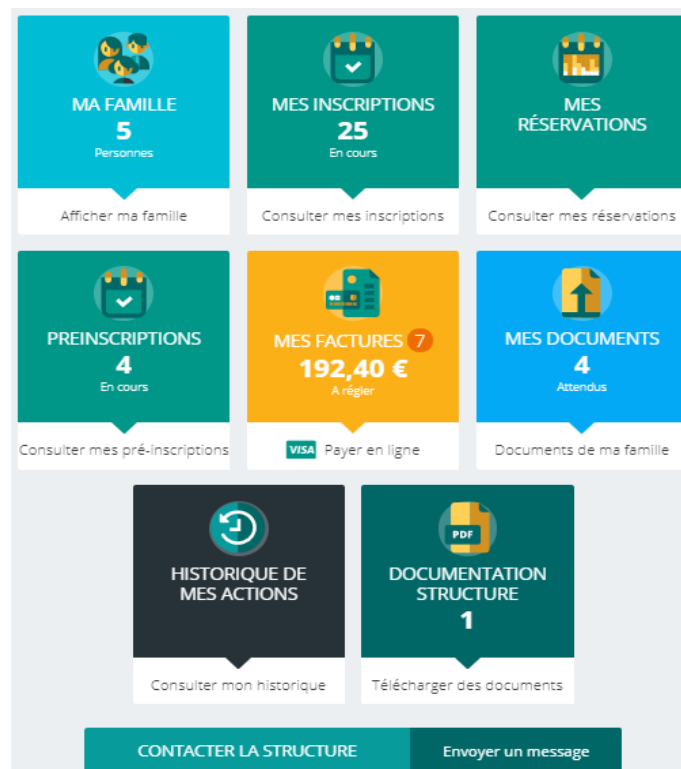 MA FAMILLE
5
Personnes
Afficher ma famille
MES INSCRIPTIONS
25
En cours
Consulter mes inscriptions
MES
RÉSERVATIONS
Consulter mes réservations
PREINSCRIPTIONS
4
En cours
Consulter mes pré-inscriptions
MES FACTURES 7
192,40 €
A régler
VISA Payer en ligne
MES DOCUMENTS
4
Attendus
Documents de ma famille
HISTORIQUE DE
MES ACTIONS
Consulter mon historique
PDF
DOCUMENTATION
STRUCTURE
1
Télécharger des documents
CONTACTER LA STRUCTURE
Envoyer un message